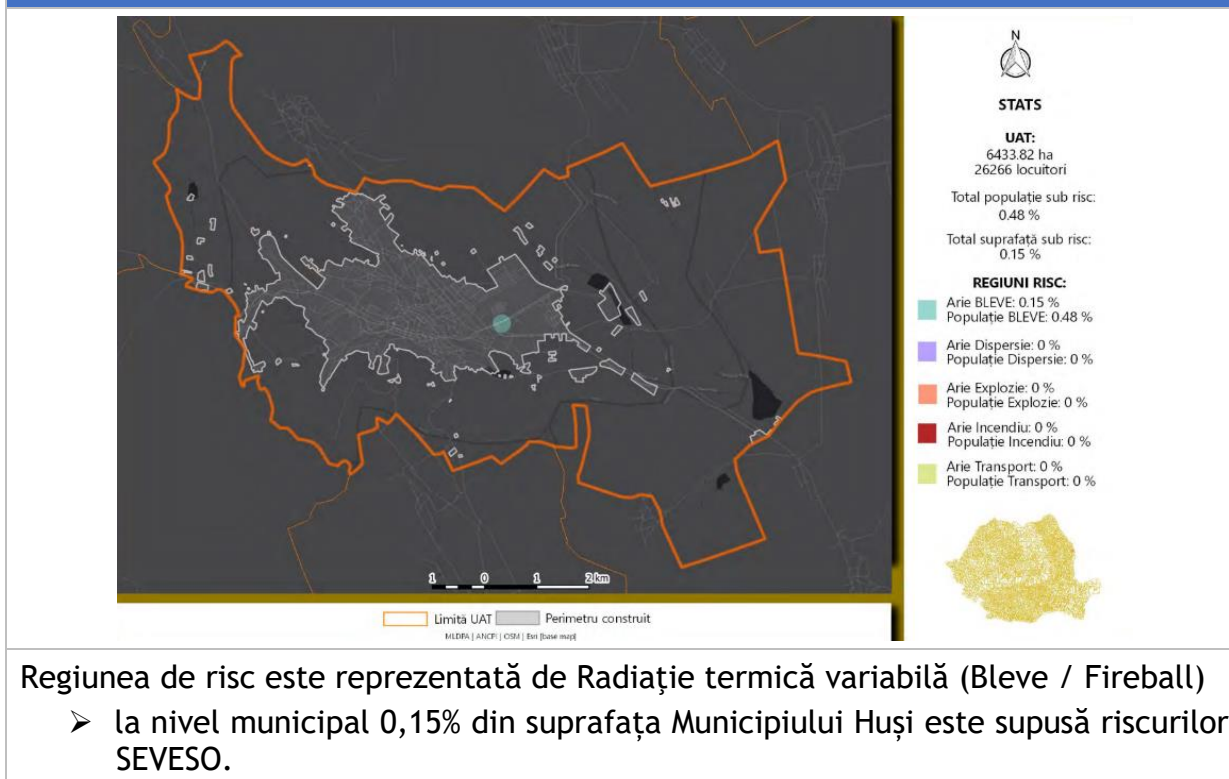 N
STATS
UAT:
6433.82 ha
26266 locuitori
Total populație sub risc:
0.48 %
Total suprafață sub risc:
0.15 %
REGIUNI RISC:
Arie BLEVE: 0.15 %
Populație BLEVE: 0.48 %
Arie Dispersie: 0 %
Populație Dispersie: 0 %
Arie Explozie: 0 %
Populație Explozie: 0 %
Arie Incendiu: 0 %
Populație Incendiu: 0 %
Arie Transport: 0 %
Populație Transport: 0 %
1 0 1 2 km
Limită UAT Perimetru construit
MLDPA | ANCPI | OSM | Esri [base map]
Regiunea de risc este reprezentată de Radiație termică variabilă (Bleve / Fireball)
➢ la nivel municipal 0,15% din suprafața Municipiului Huși este supusă riscurilor
SEVESO.